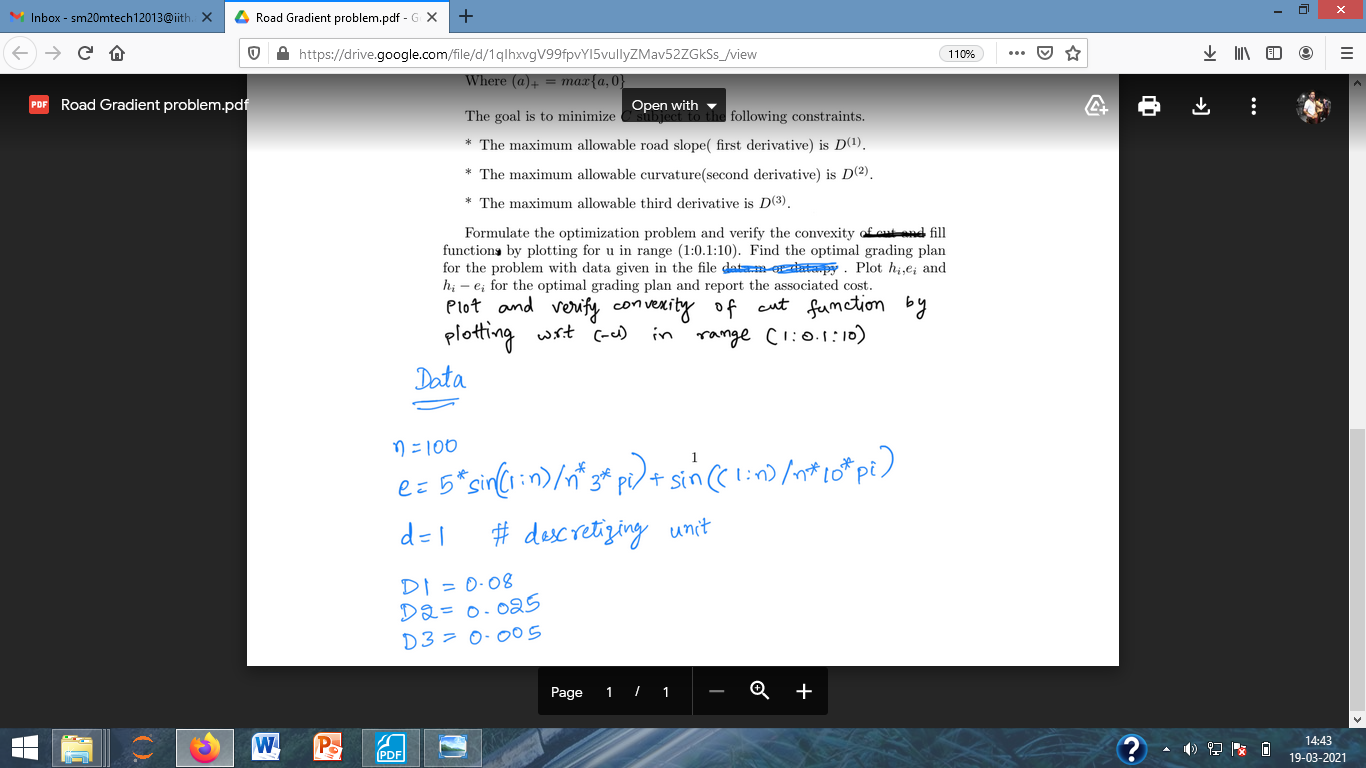 Inbox - sm20mtech12013@iith.
Road Gradient problem.pdf - G
https://drive.google.com/file/d/1qIhxvgV99fpvYI5vuIlyZMav52ZGkSs_/view
110%
Where (a)₊ = max{a, 0}
PDF Road Gradient problem.pdf
Open with
The goal is to minimize C subject to the following constraints.
* The maximum allowable road slope( first derivative) is D⁽¹⁾.
* The maximum allowable curvature(second derivative) is D⁽²⁾.
* The maximum allowable third derivative is D⁽³⁾.
Formulate the optimization problem and verify the convexity of cut and fill
functions by plotting for u in range (1:0.1:10). Find the optimal grading plan
for the problem with data given in the file data.m or data.py . Plot hᵢ,eᵢ and
hᵢ − eᵢ for the optimal grading plan and report the associated cost.
Plot and verify convexity of cut function by
plotting w.r.t (-u) in range (1:0.1:10)
Data
n=100
1
e= 5*sin((1:n)/n*3*pi)+sin((1:n)/n*10*pi)
d=1 # descretizing unit
D1 = 0.08
D2= 0.025
D3 = 0.005
Page 1 / 1
W
P
PDF
?
14:43
19-03-2021